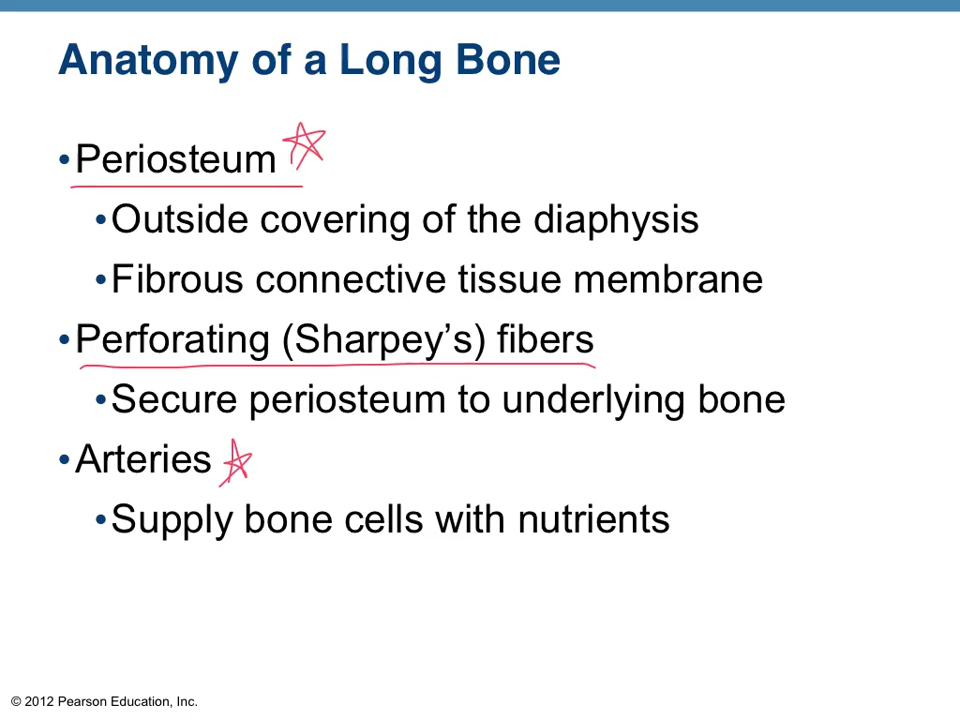 Anatomy of a Long Bone
•Periosteum
•Outside covering of the diaphysis
•Fibrous connective tissue membrane
•Perforating (Sharpey’s) fibers
•Secure periosteum to underlying bone
•Arteries
•Supply bone cells with nutrients
© 2012 Pearson Education, Inc.